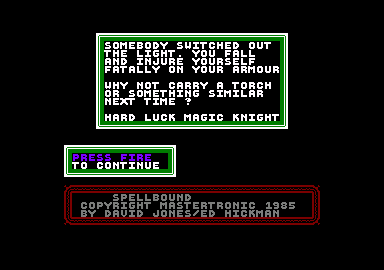 SOMEBODY SWITCHED OUT
THE LIGHT. YOU FALL
AND INJURE YOURSELF
FATALLY ON YOUR ARMOUR
WHY NOT CARRY A TORCH
OR SOMETHING SIMILAR
NEXT TIME ?
HARD LUCK MAGIC KNIGHT
PRESS FIRE
TO CONTINUE
SPELLBOUND
COPYRIGHT MASTERTRONIC 1985
BY DAVID JONES/ED HICKMAN